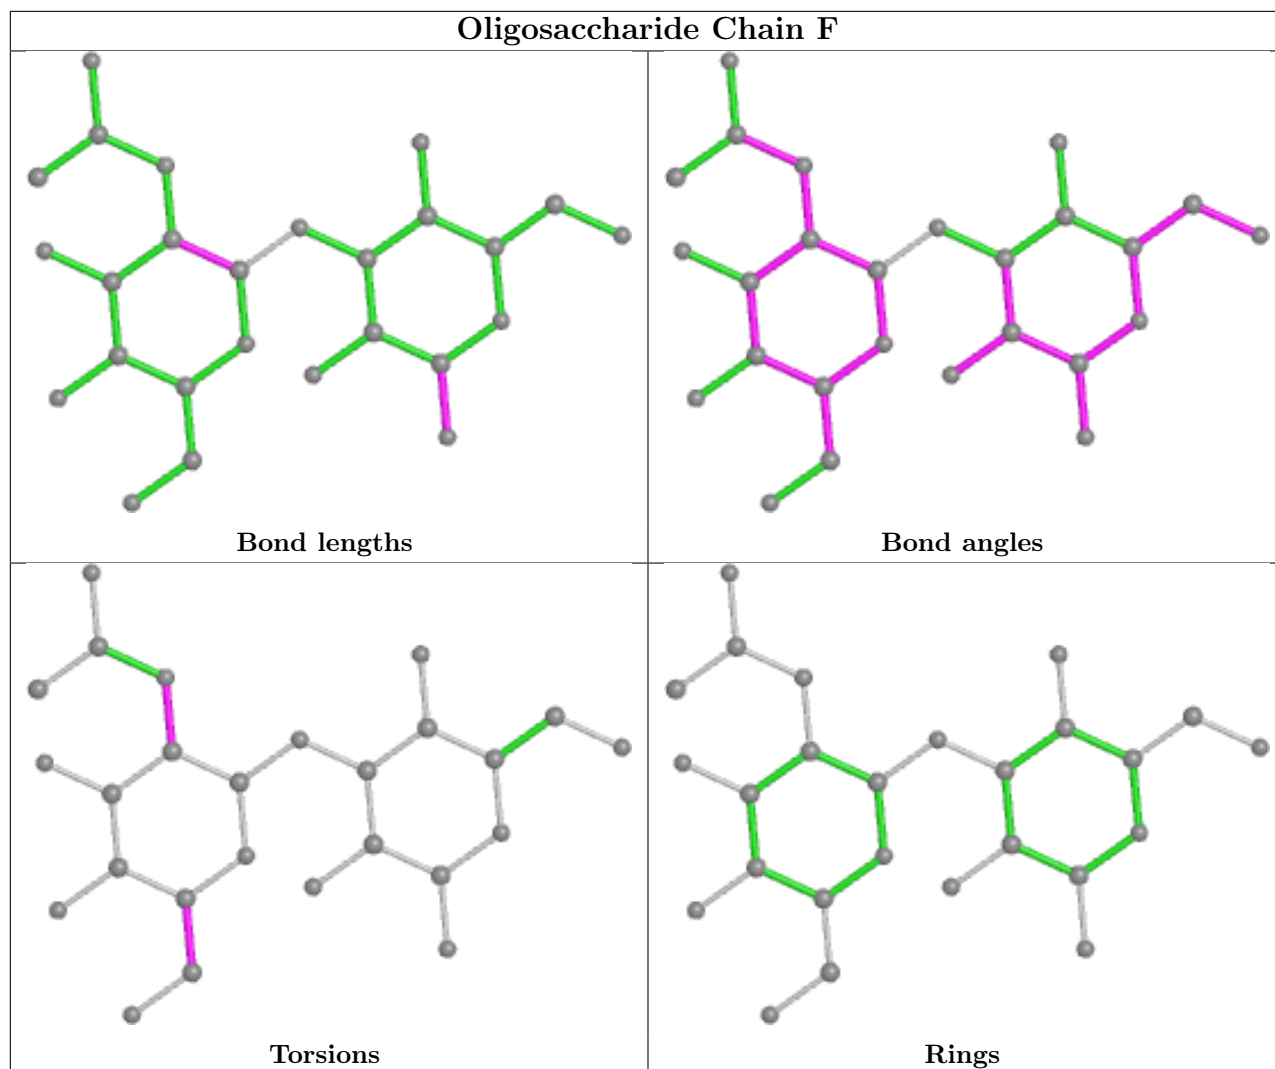 Oligosaccharide Chain F
Bond lengths
Bond angles
Torsions
Rings